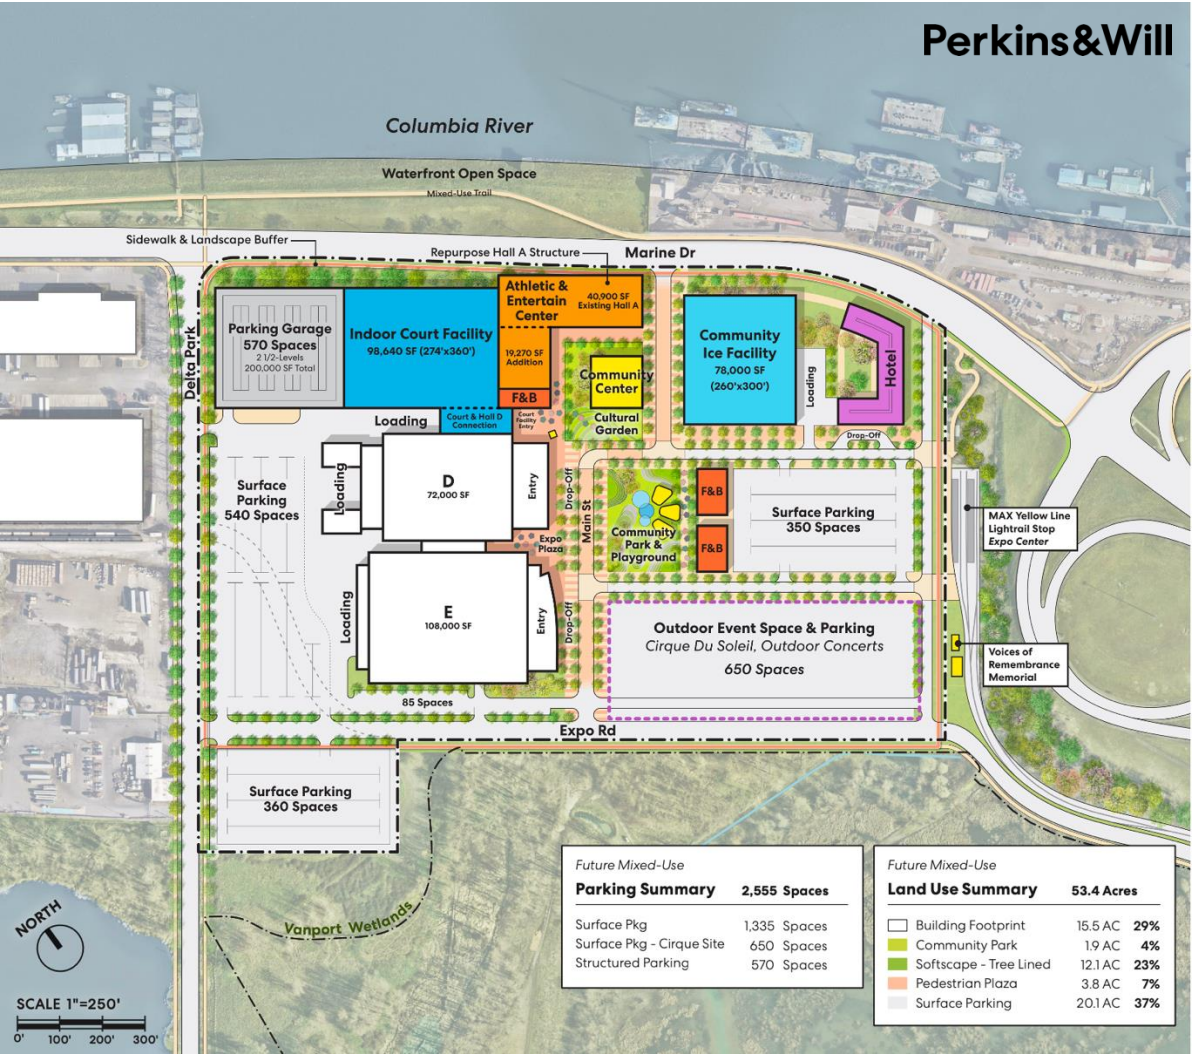 Perkins&Will
Columbia River
Waterfront Open Space
Mixed-Use Trail
Sidewalk & Landscape Buffer
Repurpose Hall A Structure
Marine Dr
Delta Park
Parking Garage
570 Spaces
2 1/2-Levels
200,000 SF Total
Indoor Court Facility
98,640 SF (274'x360')
Athletic &
Entertain
Center
40,900 SF
Existing Hall A
19,270 SF
Addition
F&B
Community
Center
Cultural
Garden
Community
Ice Facility
78,000 SF
(260'x300')
Loading
Hotel
Drop-Off
Loading
Court & Hall D
Connection
Court
Facility
Entry
Surface
Parking
540 Spaces
Loading
D
72,000 SF
Entry
Drop-Off
Main St
Expo
Plaza
Community
Park &
Playground
F&B
F&B
Surface Parking
350 Spaces
MAX Yellow Line
Lightrail Stop
Expo Center
Loading
E
108,000 SF
Entry
Drop-Off
Outdoor Event Space & Parking
Cirque Du Soleil, Outdoor Concerts
650 Spaces
Voices of
Remembrance
Memorial
85 Spaces
Expo Rd
Surface Parking
360 Spaces
Vanport Wetlands
NORTH
SCALE 1"=250'
0' 100' 200' 300'
Future Mixed-Use
Parking Summary 2,555 Spaces
Surface Pkg 1,335 Spaces
Surface Pkg - Cirque Site 650 Spaces
Structured Parking 570 Spaces
Future Mixed-Use
Land Use Summary 53.4 Acres
Building Footprint 15.5 AC 29%
Community Park 1.9 AC 4%
Softscape - Tree Lined 12.1 AC 23%
Pedestrian Plaza 3.8 AC 7%
Surface Parking 20.1 AC 37%